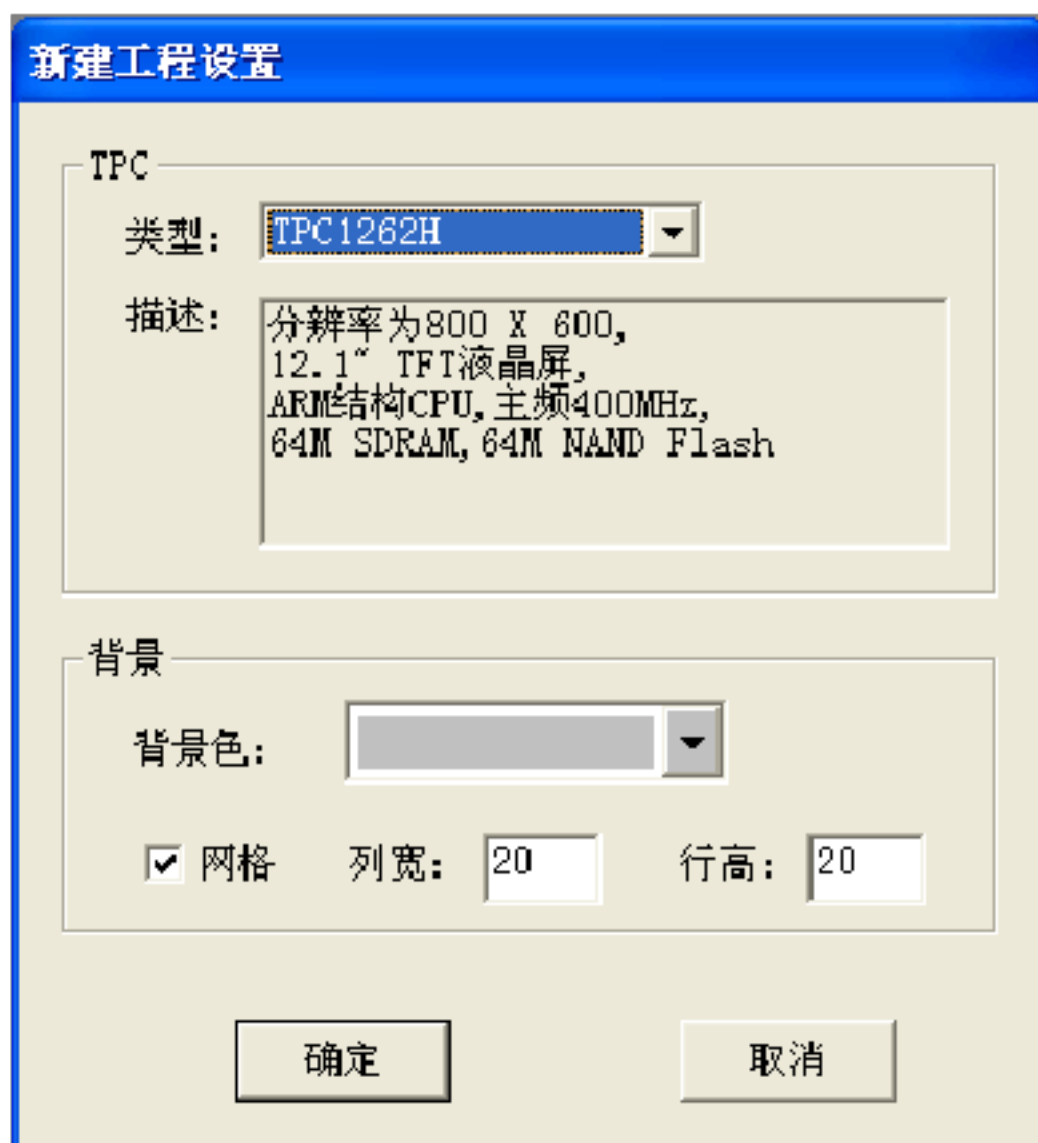 新建工程设置
TPC
类型: TPC1262H
描述: 分辨率为800 X 600,
12.1" TFT液晶屏,
ARM结构CPU,主频400MHz,
64M SDRAM,64M NAND Flash
背景
背景色:
网格 列宽: 20 行高: 20
确定 取消